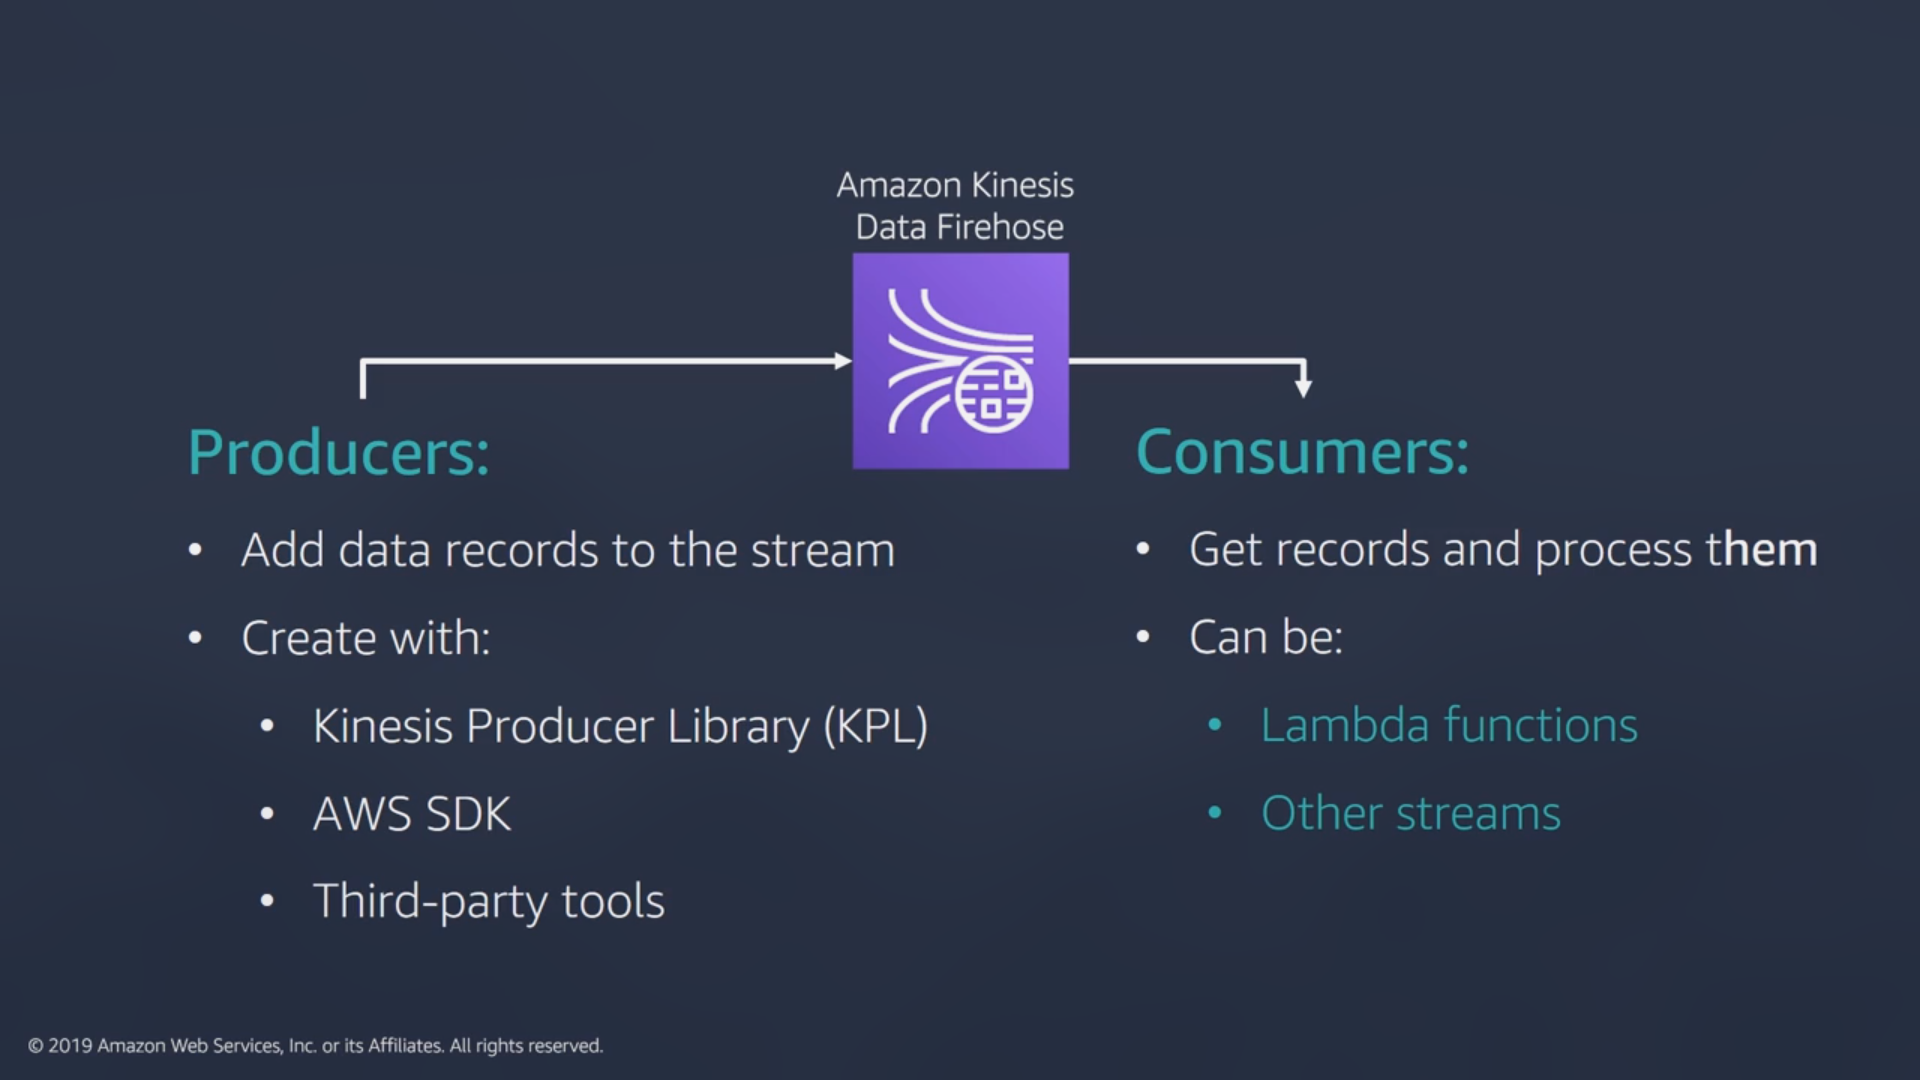 Amazon Kinesis
Data Firehose
Producers:
• Add data records to the stream
• Create with:
• Kinesis Producer Library (KPL)
• AWS SDK
• Third-party tools
Consumers:
• Get records and process them
• Can be:
• Lambda functions
• Other streams
© 2019 Amazon Web Services, Inc. or its Affiliates. All rights reserved.